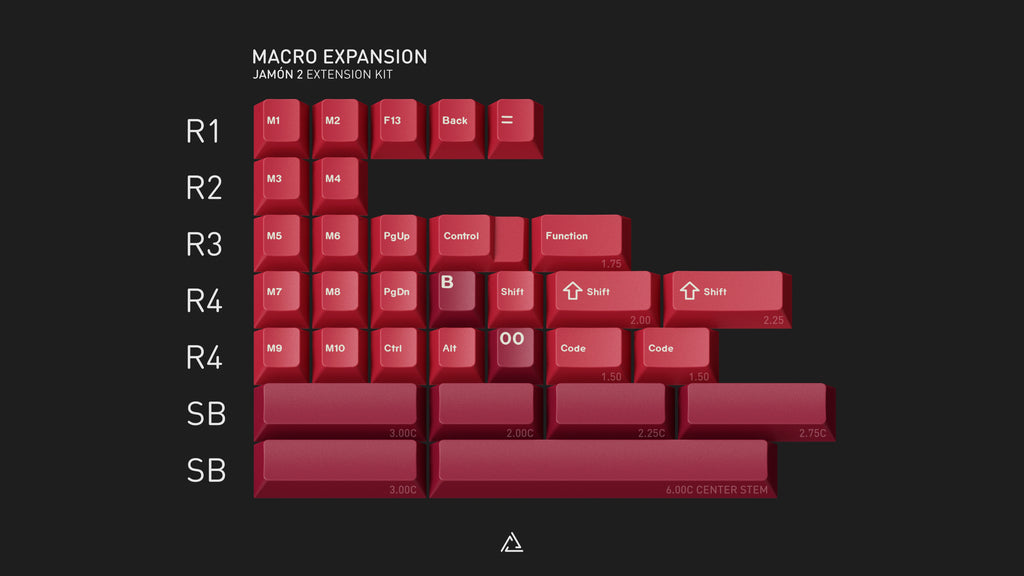 MACRO EXPANSION
JAMÓN 2 EXTENSION KIT
R1 M1 M2 F13 Back =
R2 M3 M4
R3 M5 M6 PgUp Control Function
1.75
R4 M7 M8 PgDn B Shift Shift Shift
2.00 2.25
R4 M9 M10 Ctrl Alt 00 Code Code
1.50 1.50
SB
3.00C 2.00C 2.25C 2.75C
SB
3.00C 6.00C CENTER STEM